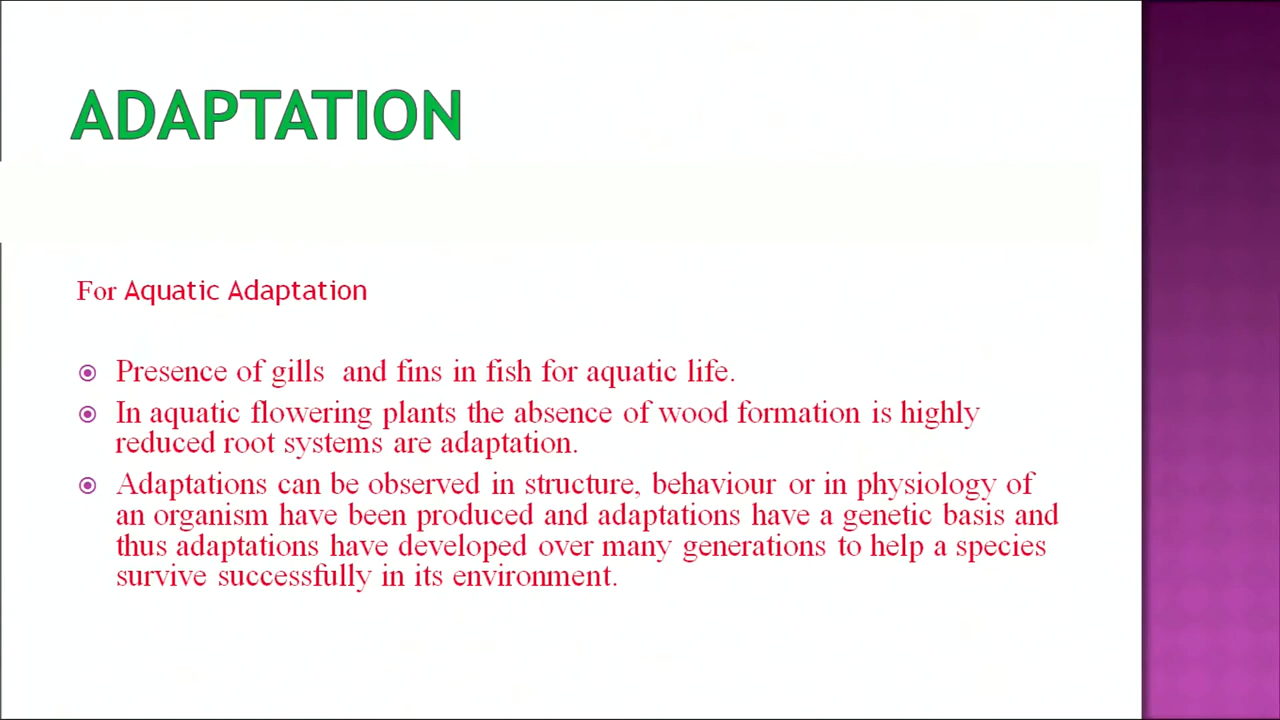 ADAPTATION
For Aquatic Adaptation
Presence of gills and fins in fish for aquatic life.
In aquatic flowering plants the absence of wood formation is highly
reduced root systems are adaptation.
Adaptations can be observed in structure, behaviour or in physiology of
an organism have been produced and adaptations have a genetic basis and
thus adaptations have developed over many generations to help a species
survive successfully in its environment.